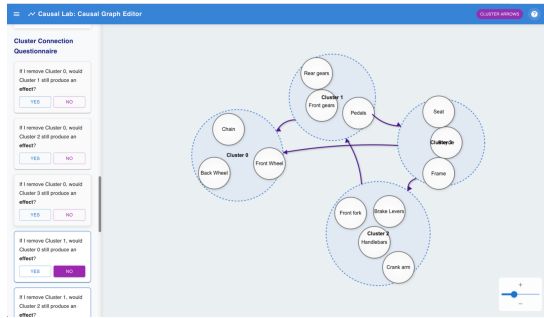 Causal Lab: Causal Graph Editor
CLUSTER ARROWS
?
Cluster Connection
Questionnaire
If I remove Cluster 0, would
Cluster 1 still produce an
effect?
YES
NO
If I remove Cluster 0, would
Cluster 2 still produce an
effect?
YES
NO
If I remove Cluster 0, would
Cluster 3 still produce an
effect?
YES
NO
If I remove Cluster 1, would
Cluster 0 still produce an
effect?
YES
NO
If I remove Cluster 1, would
Cluster 2 still produce an
effect?
Rear gears
Cluster 1
Front gears
Pedals
Chain
Cluster 0
Front Wheel
Back Wheel
Seat
Frame
Front fork
Brake Levers
Cluster 2
Handlebars
Crank arm
+
−